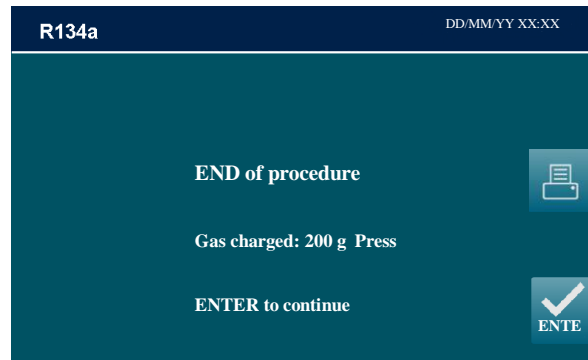 R134a
DD/MM/YY XX:XX
END of procedure
Gas charged: 200 g Press
ENTER to continue
ENTE